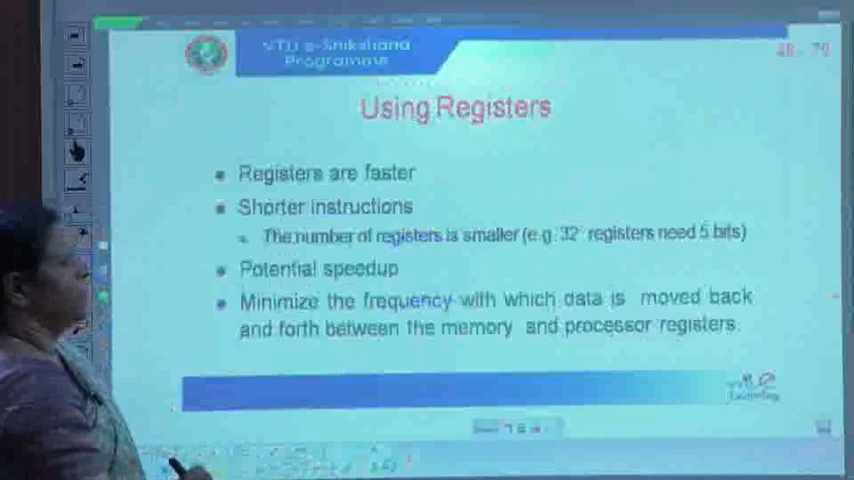 VTU e-Shikshana
Programme
Using Registers
Registers are faster
Shorter instructions
The number of registers is smaller (e.g. 32 registers need 5 bits)
Potential speedup
Minimize the frequency with which data is moved back
and forth between the memory and processor registers.
Learning